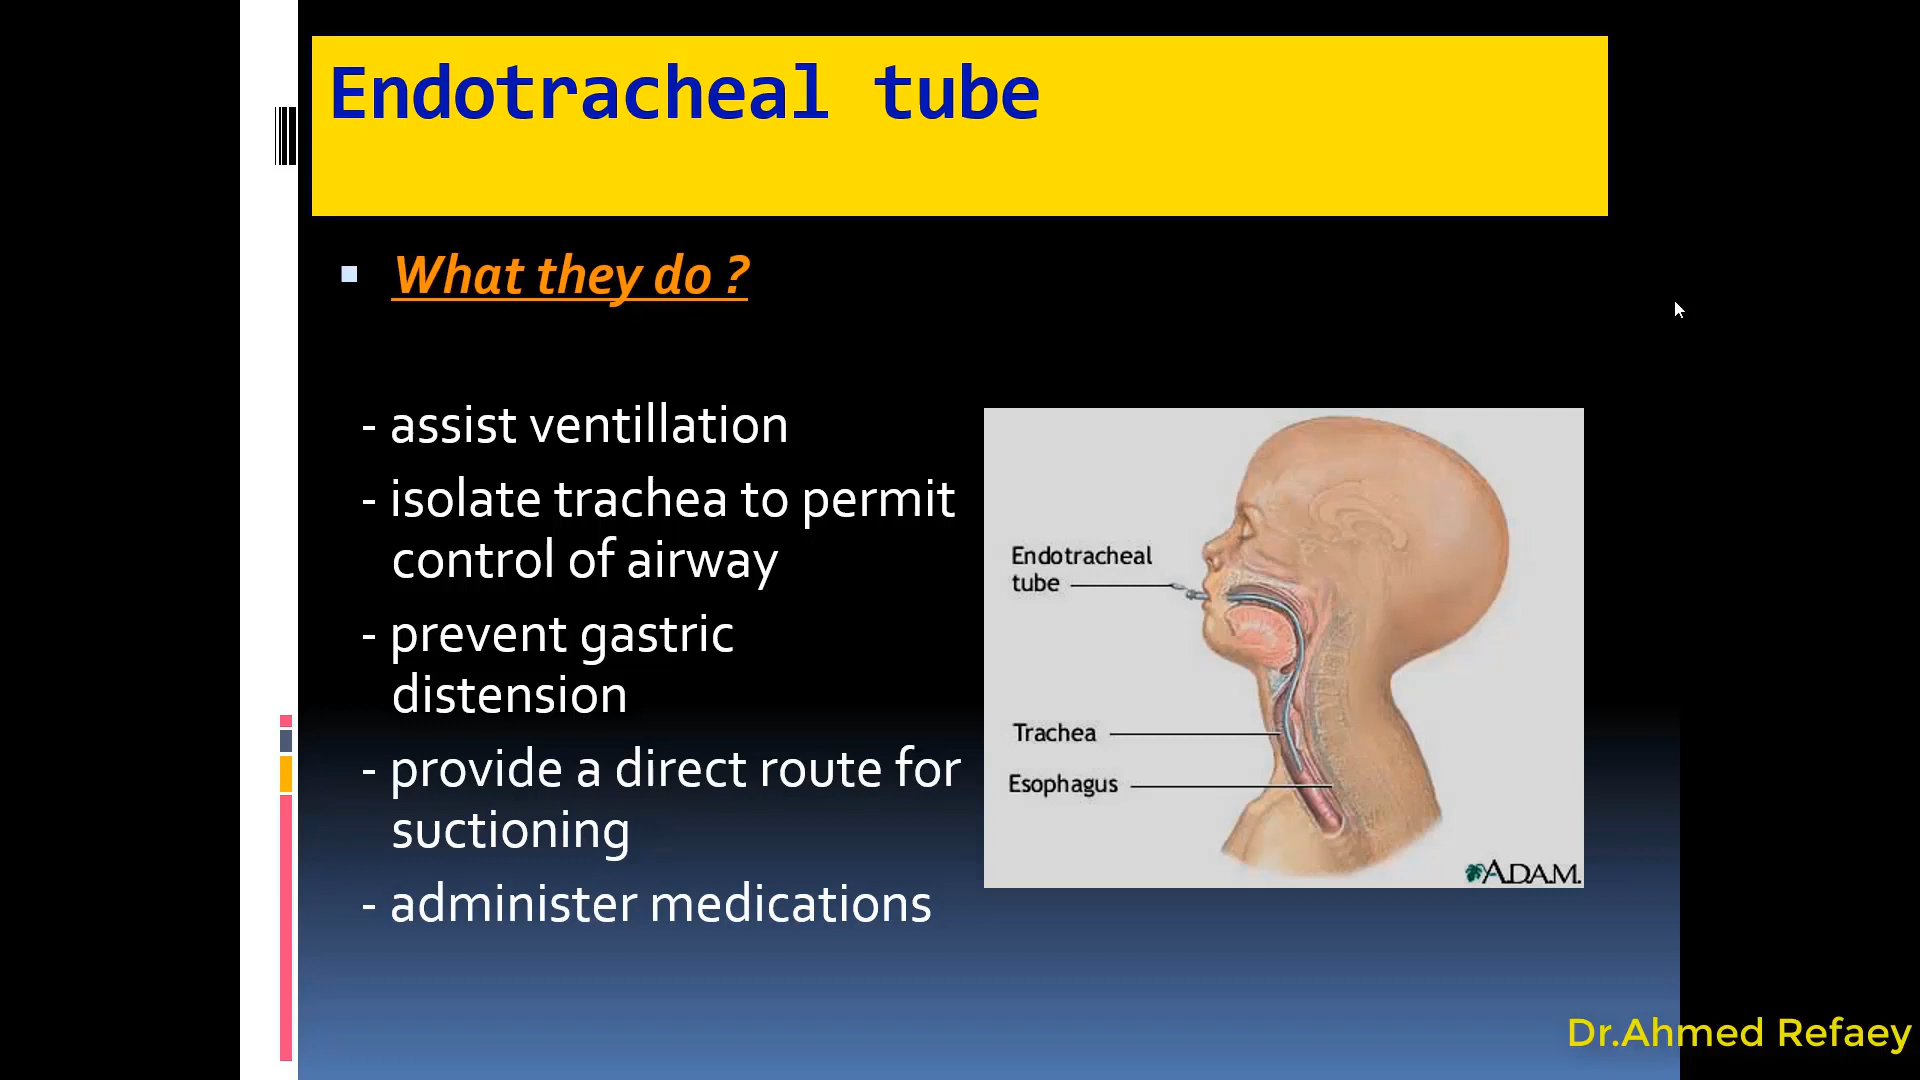 Endotracheal tube
What they do ?
- assist ventillation
- isolate trachea to permit
control of airway
- prevent gastric
distension
- provide a direct route for
suctioning
- administer medications
Endotracheal
tube
Trachea
Esophagus
ADAM.
Dr.Ahmed Refaey